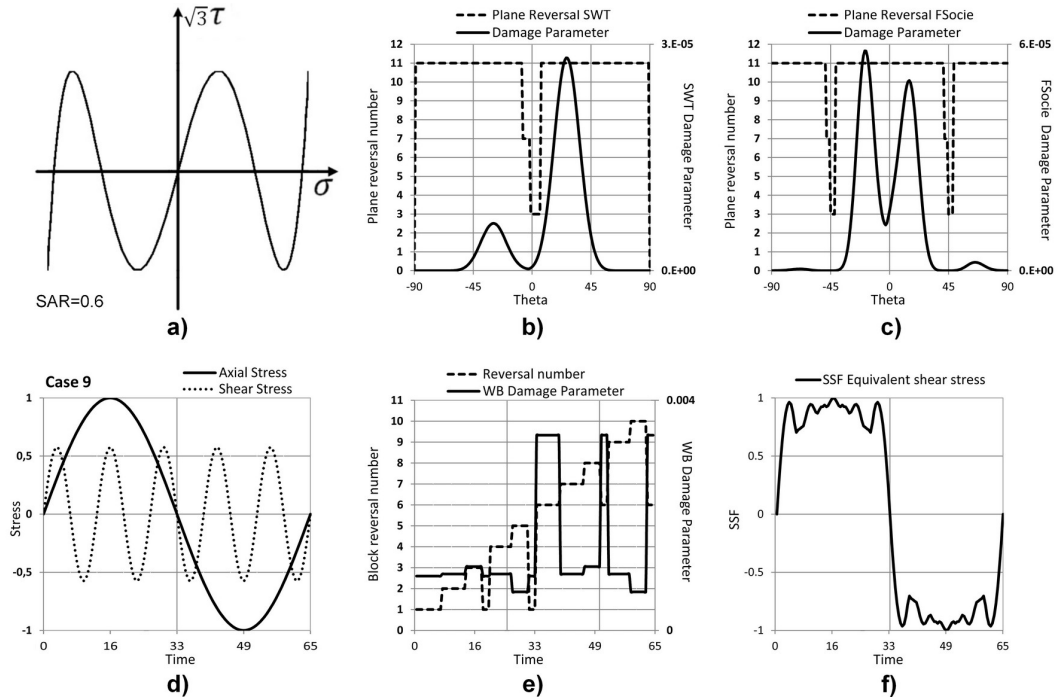 √3 τ
σ
SAR=0.6
a)
Plane Reversal SWT
Damage Parameter
12
11
10
9
8
7
6
5
4
3
2
1
0
3.E-05
0.E+00
Plane reversal number
SWT Damage Parameter
-90
-45
0
45
90
Theta
b)
Plane Reversal FSocie
Damage Parameter
12
11
10
9
8
7
6
5
4
3
2
1
0
6.E-05
0.E+00
Plane reversal number
FSocie Damage Parameter
-90
-45
0
45
90
Theta
c)
Case 9
Axial Stress
Shear Stress
1
0,5
0
-0,5
-1
Stress
0
16
33
49
65
Time
d)
Reversal number
WB Damage Parameter
11
10
9
8
7
6
5
4
3
2
1
0
0.004
0
Block reversal number
WB Damage Parameter
0
16
33
49
65
Time
e)
SSF Equivalent shear stress
1
0,5
0
-0,5
-1
SSF
0
16
33
49
65
Time
f)